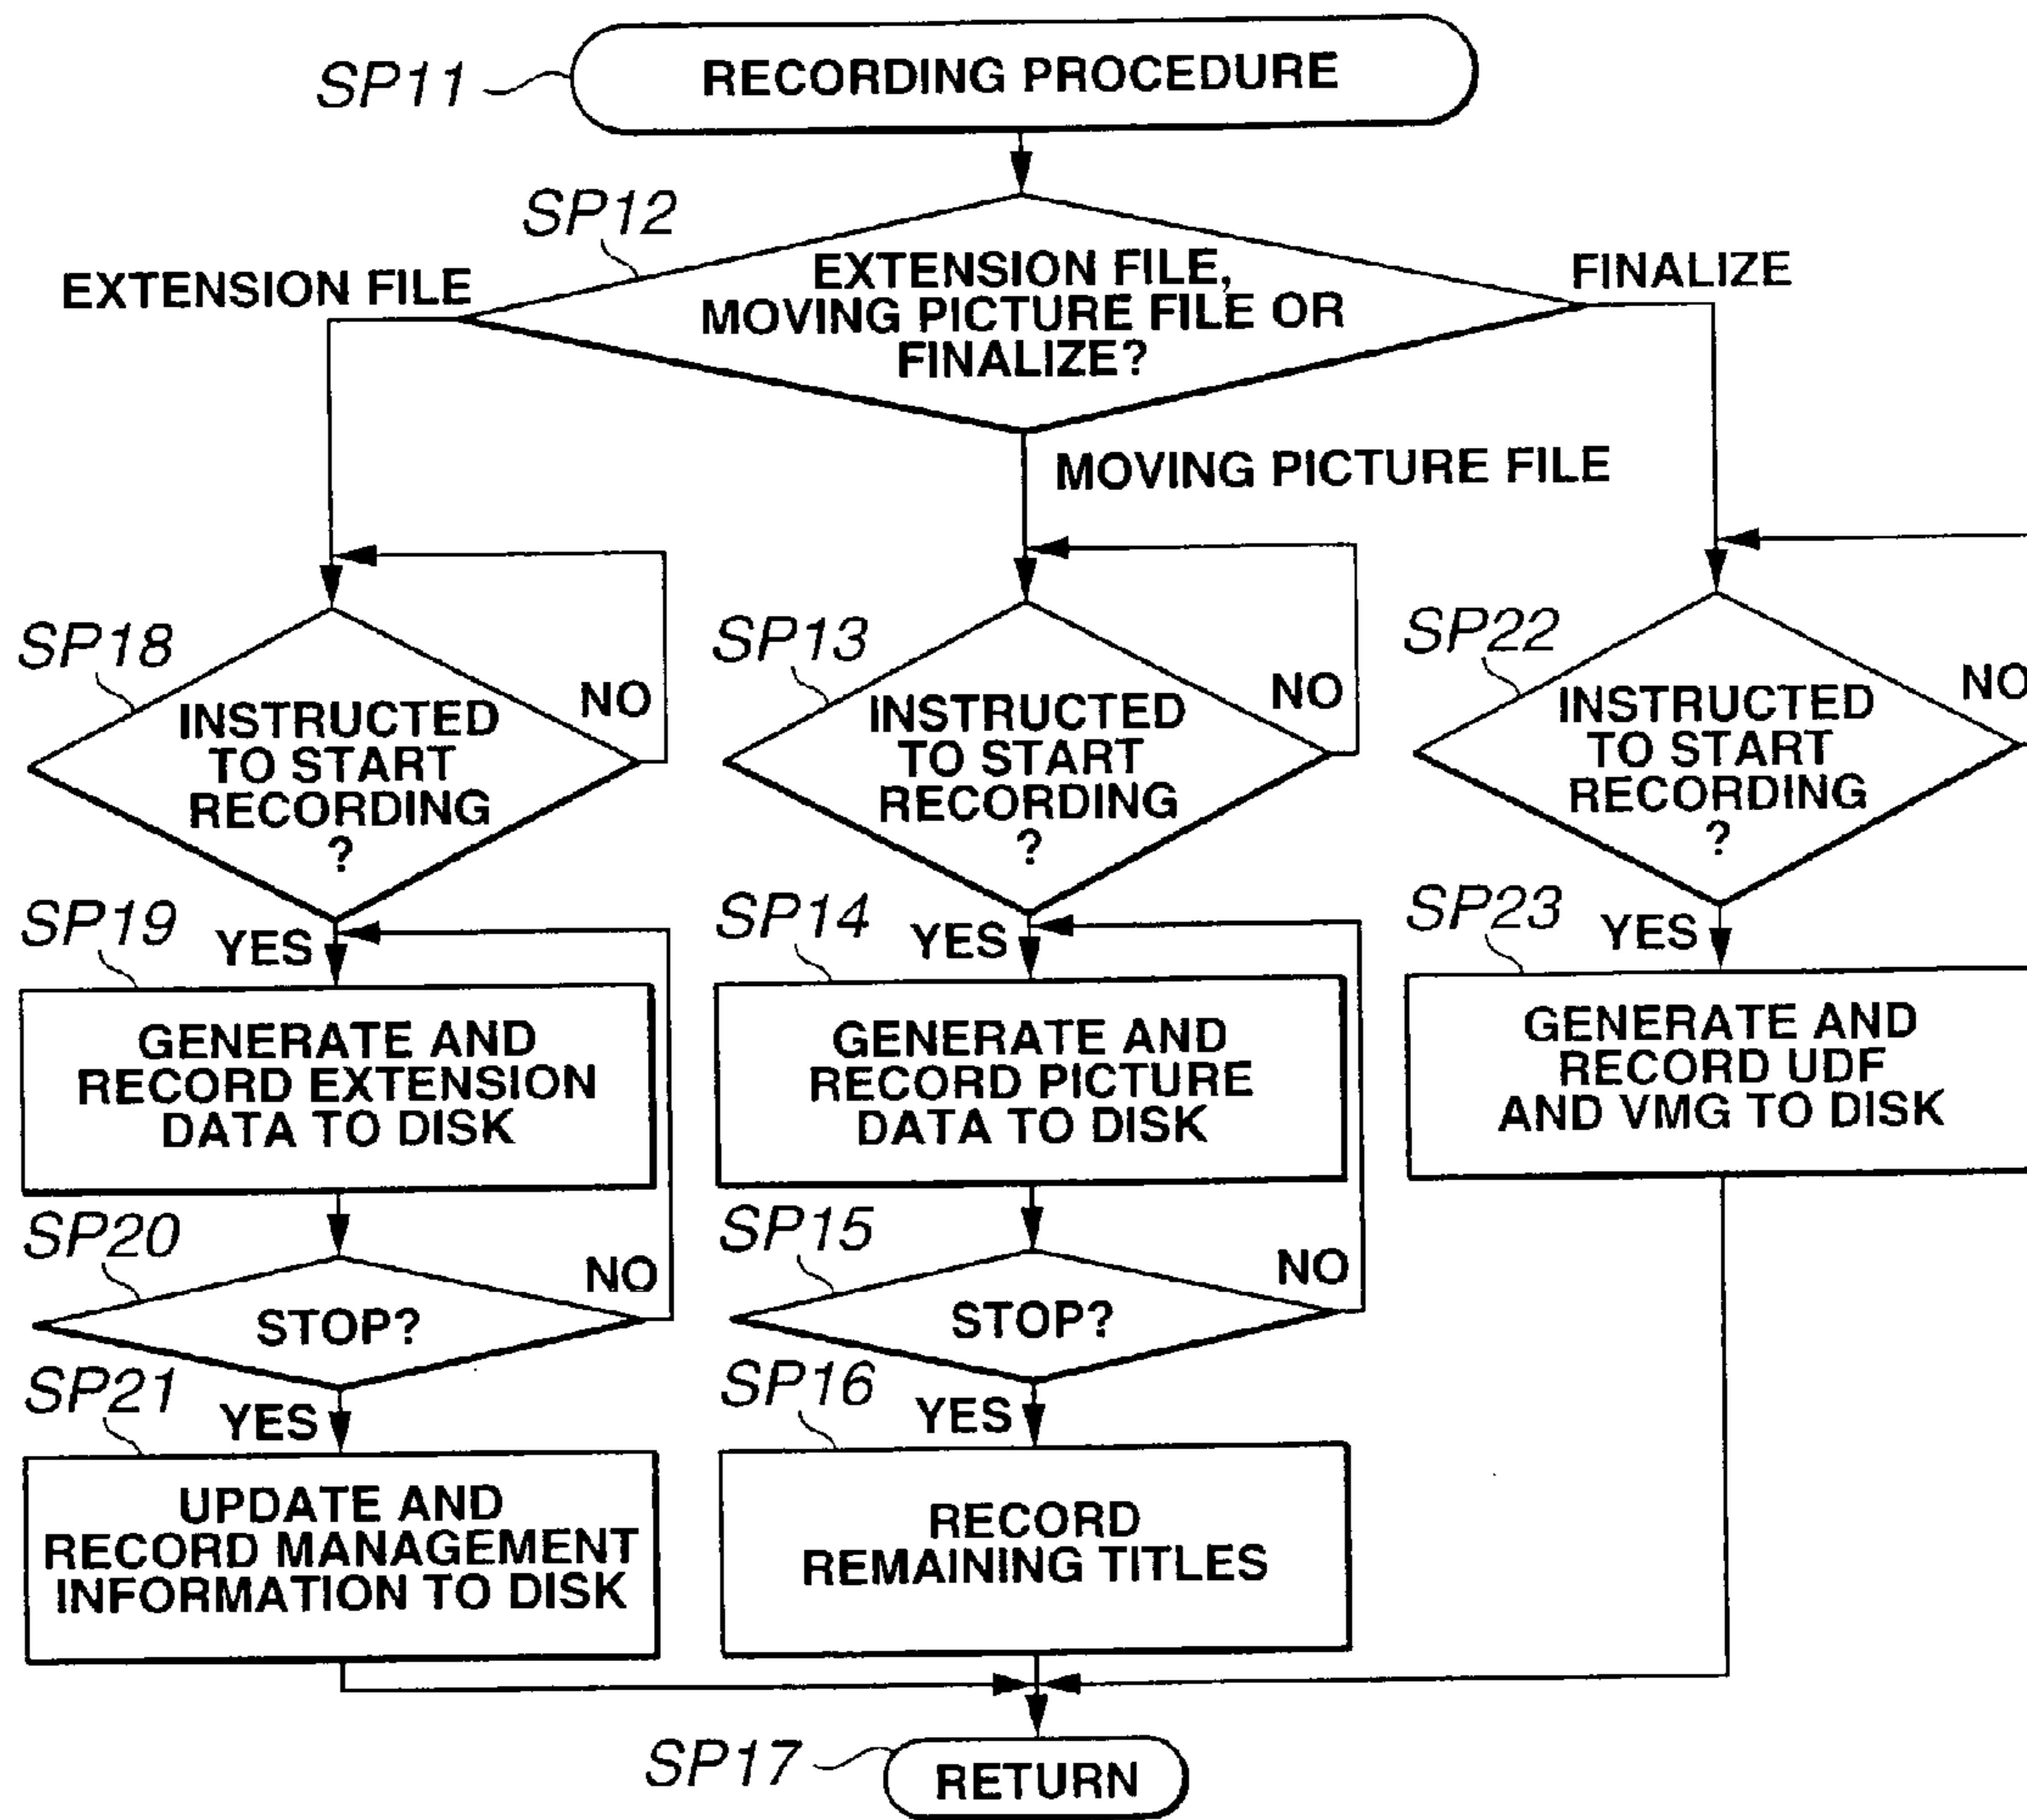 SP11
RECORDING PROCEDURE
SP12
EXTENSION FILE
EXTENSION FILE,
MOVING PICTURE FILE OR
FINALIZE?
FINALIZE
MOVING PICTURE FILE
SP18
INSTRUCTED
TO START
RECORDING
?
NO
SP13
INSTRUCTED
TO START
RECORDING
?
NO
SP22
INSTRUCTED
TO START
RECORDING
?
NO
SP19
YES
GENERATE AND
RECORD EXTENSION
DATA TO DISK
SP14
YES
GENERATE AND
RECORD PICTURE
DATA TO DISK
SP23
YES
GENERATE AND
RECORD UDF
AND VMG TO DISK
SP20
STOP?
NO
SP15
STOP?
NO
SP21
YES
UPDATE AND
RECORD MANAGEMENT
INFORMATION TO DISK
SP16
YES
RECORD
REMAINING TITLES
SP17
RETURN